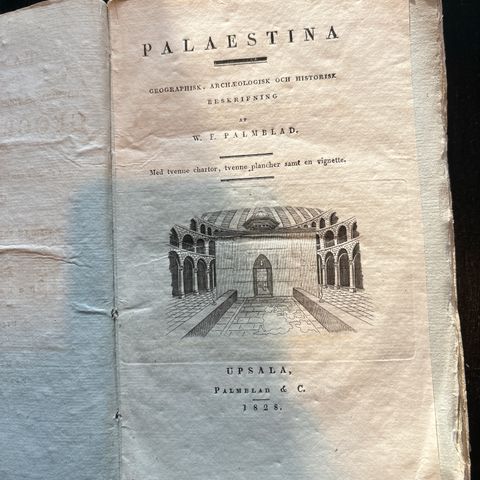 PALAESTINA
GEOGRAPHISK, ARCHÆOLOGISK OCH HISTORISK
BESKRIFNING
AF
W. F. PALMBLAD.
Med tvenne chartor, tvenne plancher samt en vignette.
UPSALA,
PALMBLAD & C.
1828.